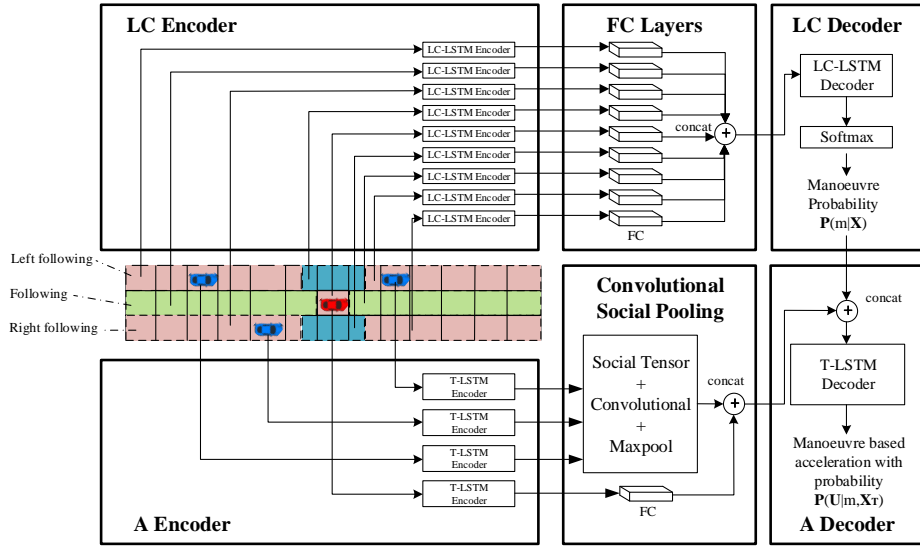 LC Encoder
LC-LSTM Encoder
LC-LSTM Encoder
LC-LSTM Encoder
LC-LSTM Encoder
LC-LSTM Encoder
LC-LSTM Encoder
LC-LSTM Encoder
LC-LSTM Encoder
LC-LSTM Encoder
FC Layers
concat
FC
LC Decoder
LC-LSTM
Decoder
Softmax
Manoeuvre
Probability
P(m|X)
Left following
Following
Right following
A Encoder
T-LSTM
Encoder
T-LSTM
Encoder
T-LSTM
Encoder
T-LSTM
Encoder
Convolutional
Social Pooling
Social Tensor
+
Convolutional
+
Maxpool
concat
FC
concat
T-LSTM
Decoder
Manoeuvre based
acceleration with
probability
P(U|m,XT)
A Decoder